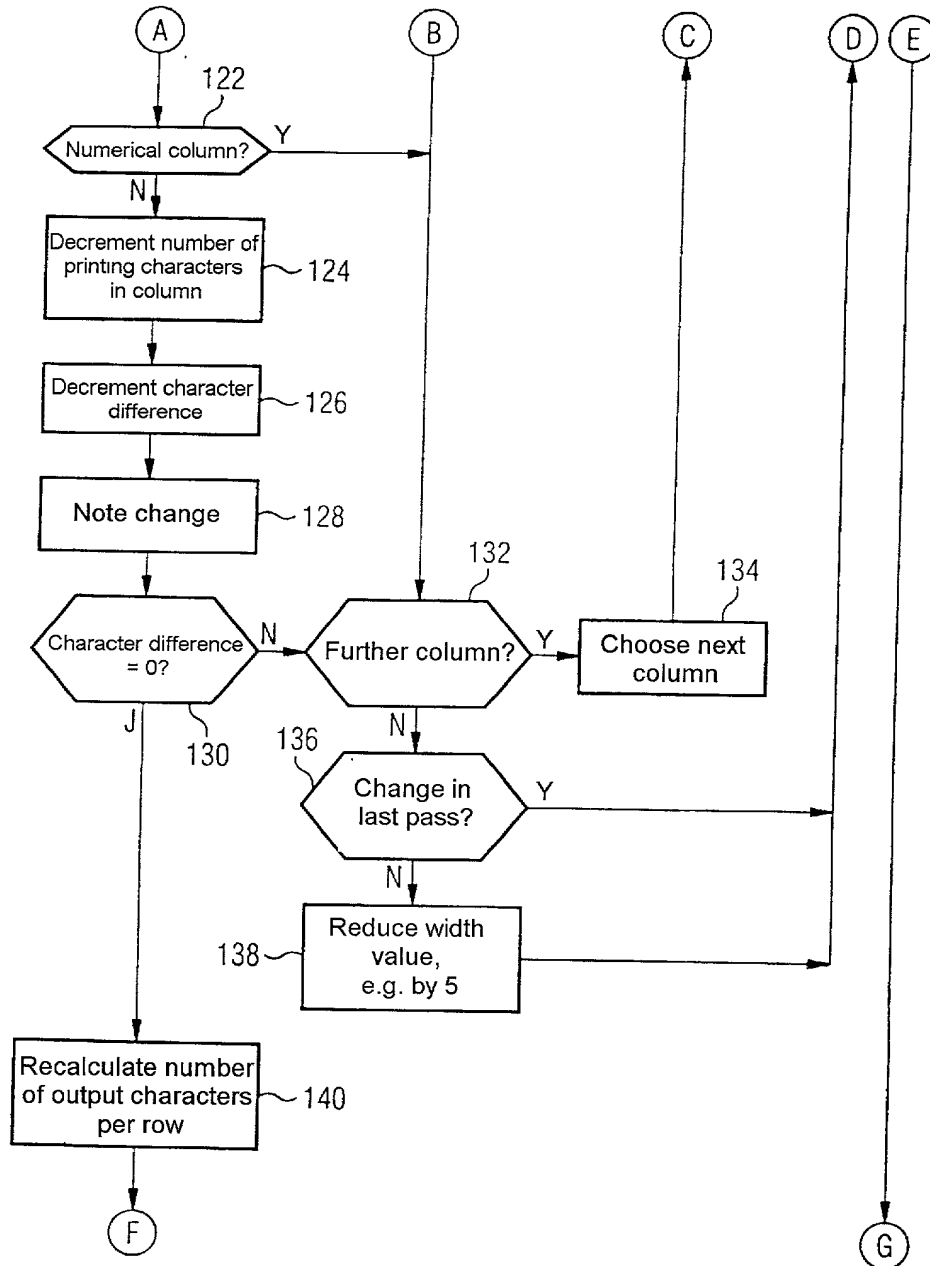 A
B
C
D
E
122
Numerical column?
Y
N
Decrement number of
printing characters
in column
124
Decrement character
difference
126
Note change
128
132
134
Character difference
= 0?
N
Further column?
Y
Choose next
column
J
130
N
136
Change in
last pass?
Y
N
Reduce width
value,
e.g. by 5
138
Recalculate number
of output characters
per row
140
F
G